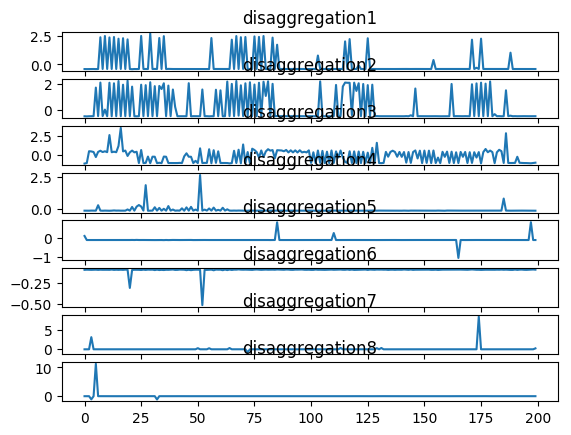 disaggregation1
2.5
0.0
disaggregation2
2
0
disaggregation3
2.5
0.0
disaggregation4
2.5
0.0
disaggregation5
0
−1
disaggregation6
−0.25
−0.50
disaggregation7
5
0
disaggregation8
10
0
0 25 50 75 100 125 150 175 200